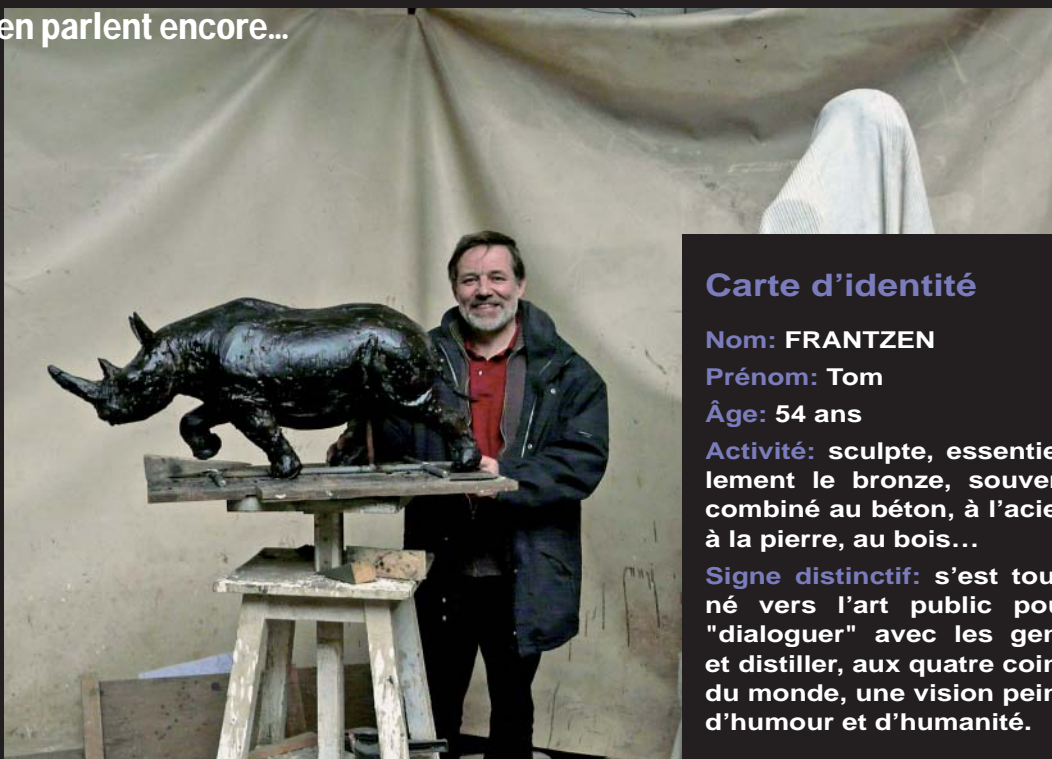 en parlent encore...
Carte d'identité
Nom: FRANTZEN
Prénom: Tom
Âge: 54 ans
Activité: sculpte, essentie
lement le bronze, souver
combiné au béton, à l'acie
à la pierre, au bois…
Signe distinctif: s'est tou
né vers l'art public pou
"dialoguer" avec les gen
et distiller, aux quatre coin
du monde, une vision pein
d'humour et d'humanité.